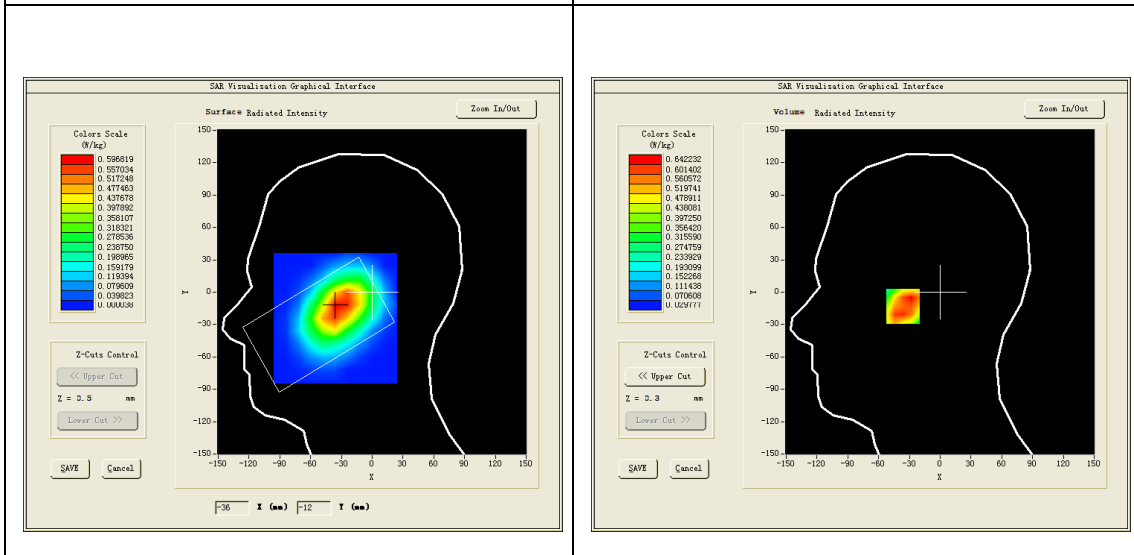 SAR Visualisation Graphical Interface
Surface Radiated Intensity
Zoom In/Out
Colors Scale
(W/kg)
0.596819
0.557034
0.517248
0.477463
0.437678
0.397892
0.358107
0.318321
0.278536
0.238750
0.198965
0.159179
0.119394
0.079609
0.039823
0.000038
Z-Cuts Control
<< Upper Cut
Z = 0.5 mm
Lower Cut >>
SAVE Cancel
150
120
90
60
30
0
-30
-60
-90
-120
-150
Y
-150 -120 -90 -60 -30 0 30 60 90 120 150
X
-36 X (mm) -12 Y (mm)
SAR Visualisation Graphical Interface
Volume Radiated Intensity
Zoom In/Out
Colors Scale
(W/kg)
0.642232
0.601402
0.560572
0.519741
0.478911
0.438081
0.397250
0.356420
0.315590
0.274759
0.233929
0.193099
0.152268
0.111438
0.070608
0.029777
Z-Cuts Control
<< Upper Cut
Z = 0.3 mm
Lower Cut >>
SAVE Cancel
150
120
90
60
30
0
-30
-60
-90
-120
-150
Y
-150 -120 -90 -60 -30 0 30 60 90 120 150
X